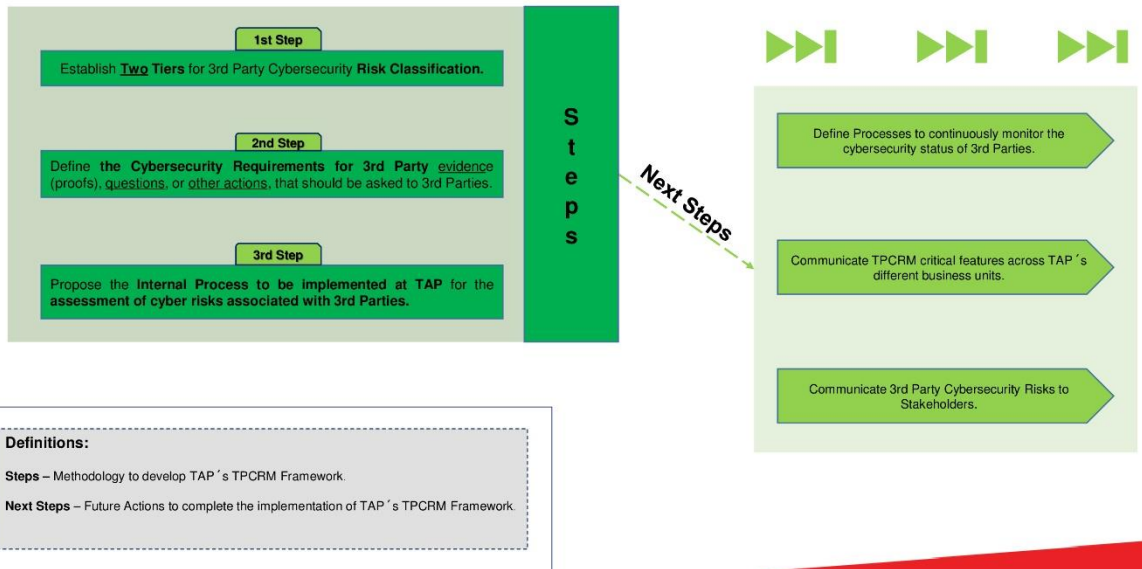 1st Step
Establish Two Tiers for 3rd Party Cybersecurity Risk Classification.
2nd Step
Define the Cybersecurity Requirements for 3rd Party evidence
(proofs), questions, or other actions, that should be asked to 3rd Parties.
3rd Step
Propose the Internal Process to be implemented at TAP for the
assessment of cyber risks associated with 3rd Parties.
S
t
e
p
s
Next Steps
Define Processes to continuously monitor the
cybersecurity status of 3rd Parties.
Communicate TPCRM critical features across TAP´s
different business units.
Communicate 3rd Party Cybersecurity Risks to
Stakeholders.
Definitions:
Steps – Methodology to develop TAP´s TPCRM Framework.
Next Steps – Future Actions to complete the implementation of TAP´s TPCRM Framework.